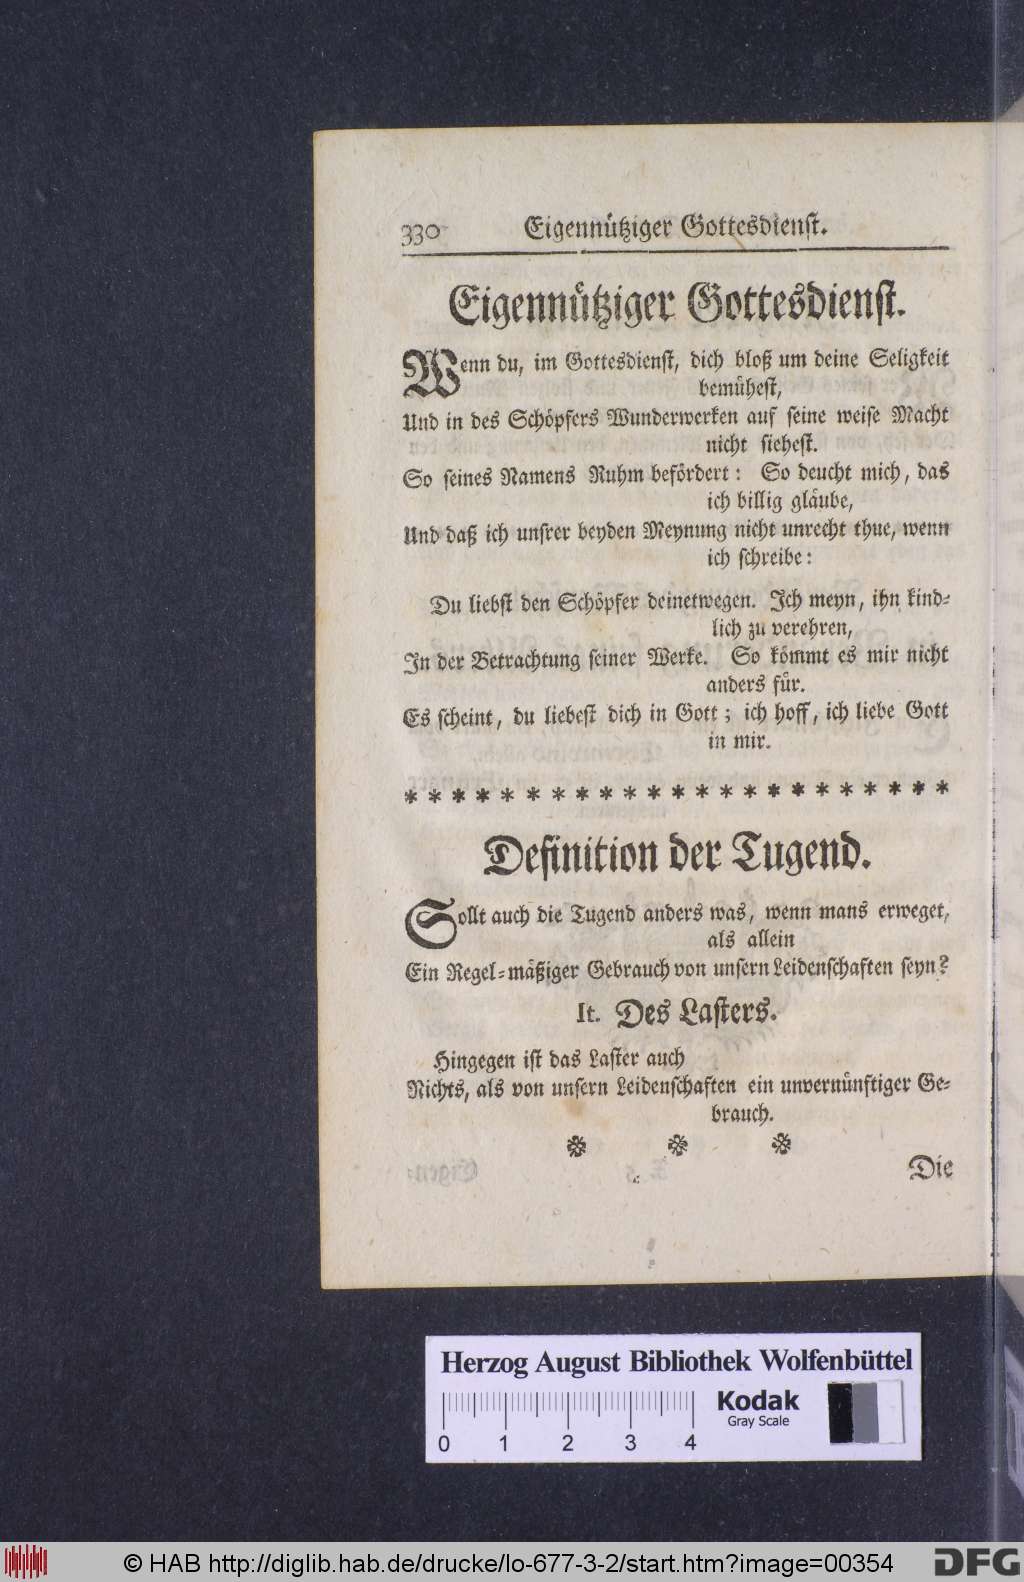 330 Eigennütziger Gottesdienst.
Eigennütziger Gottesdienst.
Wenn du, im Gottesdienst, dich bloß um deine Seligkeit
bemühest,
Und in des Schöpfers Wunderwerken auf seine weise Macht
nicht siehest.
So seines Namens Ruhm befördert: So deucht mich, das
ich billig gläube,
Und daß ich unsrer beyden Meynung nicht unrecht thue, wenn
ich schreibe:
Du liebst den Schöpfer deinetwegen. Ich meyn, ihn kind-
lich zu verehren,
In der Betrachtung seiner Werke. So kömmt es mir nicht
anders für.
Es scheint, du liebest dich in Gott; ich hoff, ich liebe Gott
in mir.
* * * * * * * * * * * * * * * * * * * * * * *
Definition der Tugend.
Sollt auch die Tugend anders was, wenn mans erweget,
als allein
Ein Regel-mäßiger Gebrauch von unsern Leidenschaften seyn?
It. Des Lasters.
Hingegen ist das Laster auch
Nichts, als von unsern Leidenschaften ein unvernünftiger Ge-
brauch.
* * *
Die
Herzog August Bibliothek Wolfenbüttel
Kodak
Gray Scale
0 1 2 3 4
© HAB http://diglib.hab.de/drucke/lo-677-3-2/start.htm?image=00354
DFG